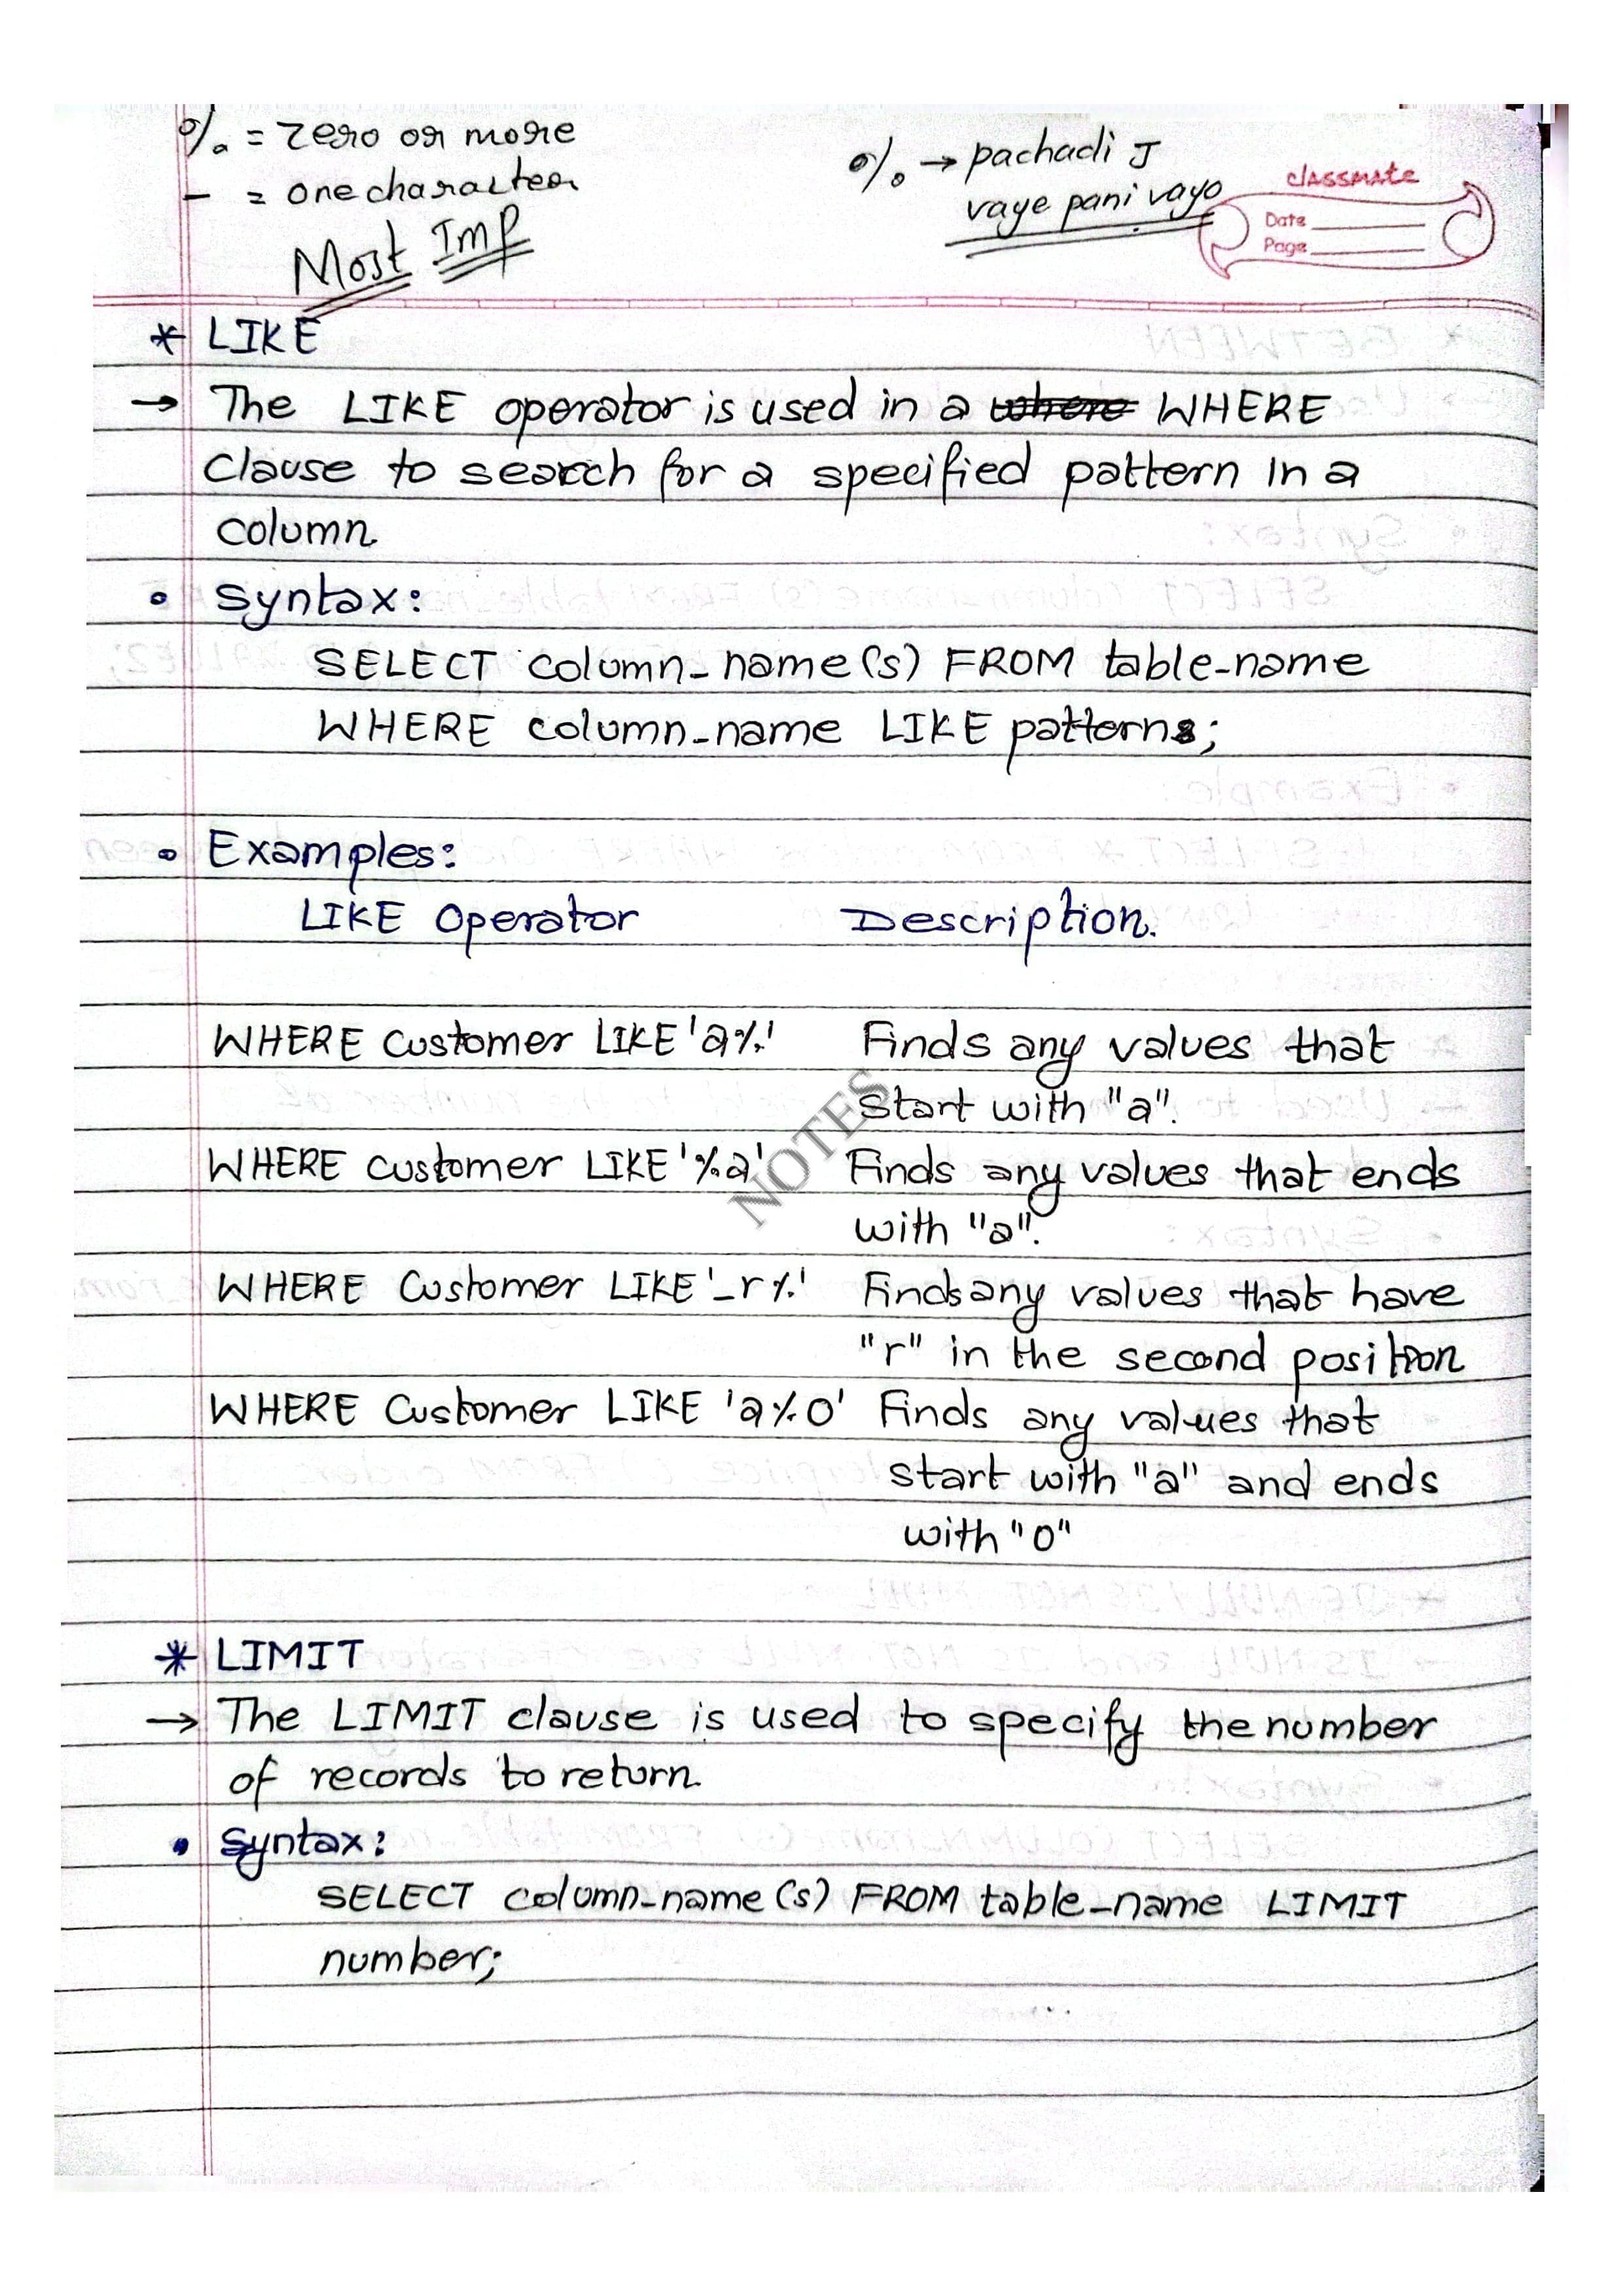 % = zero or more
_ = one character
Most Imp
% → pachadi J
vaye pani vayo
classmate
Date
Page
* LIKE
→ The LIKE operator is used in a where WHERE
Clause to search for a specified pattern in a
column.
• Syntax:
SELECT column_name(s) FROM table_name
WHERE column_name LIKE patterns;
• Examples:
LIKE Operator Description.
WHERE customer LIKE 'a%' Finds any values that
start with "a".
WHERE customer LIKE '%a' Finds any values that ends
with "a".
WHERE Customer LIKE '_r%' Finds any values that have
"r" in the second position
WHERE Customer LIKE 'a%o' Finds any values that
start with "a" and ends
with "o"
NOTES
* LIMIT
→ The LIMIT clause is used to specify the number
of records to return.
• Syntax:
SELECT column_name(s) FROM table_name LIMIT
number;